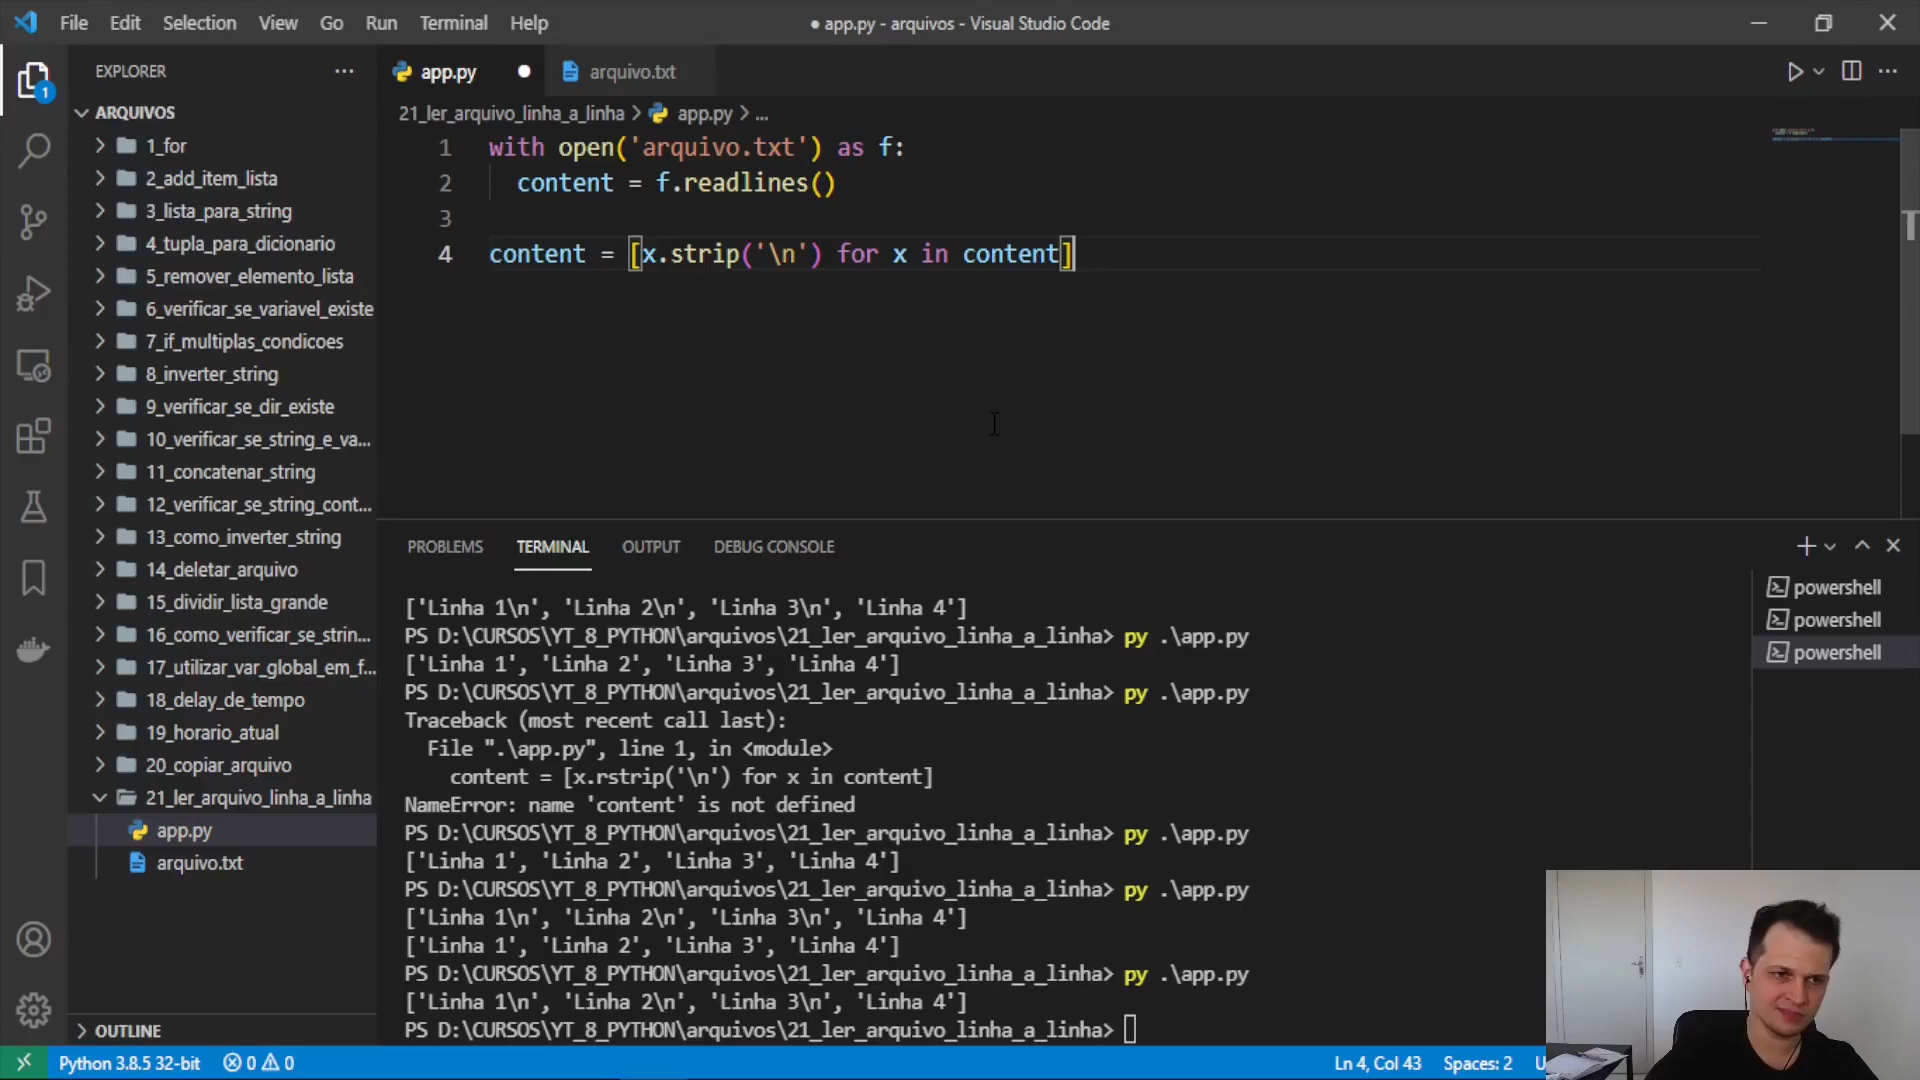 File Edit Selection View Go Run Terminal Help
● app.py - arquivos - Visual Studio Code
EXPLORER
ARQUIVOS
1_for
2_add_item_lista
3_lista_para_string
4_tupla_para_dicionario
5_remover_elemento_lista
6_verificar_se_variavel_existe
7_if_multiplas_condicoes
8_inverter_string
9_verificar_se_dir_existe
10_verificar_se_string_e_va...
11_concatenar_string
12_verificar_se_string_cont...
13_como_inverter_string
14_deletar_arquivo
15_dividir_lista_grande
16_como_verificar_se_strin...
17_utilizar_var_global_em_f...
18_delay_de_tempo
19_horario_atual
20_copiar_arquivo
21_ler_arquivo_linha_a_linha
app.py
arquivo.txt
OUTLINE
1
app.py arquivo.txt
21_ler_arquivo_linha_a_linha > app.py > ...
1 with open('arquivo.txt') as f:
2 content = f.readlines()
3
4 content = [x.strip('\n') for x in content]
PROBLEMS TERMINAL OUTPUT DEBUG CONSOLE
['Linha 1\n', 'Linha 2\n', 'Linha 3\n', 'Linha 4']
PS D:\CURSOS\YT_8_PYTHON\arquivos\21_ler_arquivo_linha_a_linha> py .\app.py
['Linha 1', 'Linha 2', 'Linha 3', 'Linha 4']
PS D:\CURSOS\YT_8_PYTHON\arquivos\21_ler_arquivo_linha_a_linha> py .\app.py
Traceback (most recent call last):
File ".\app.py", line 1, in <module>
content = [x.rstrip('\n') for x in content]
NameError: name 'content' is not defined
PS D:\CURSOS\YT_8_PYTHON\arquivos\21_ler_arquivo_linha_a_linha> py .\app.py
['Linha 1', 'Linha 2', 'Linha 3', 'Linha 4']
PS D:\CURSOS\YT_8_PYTHON\arquivos\21_ler_arquivo_linha_a_linha> py .\app.py
['Linha 1\n', 'Linha 2\n', 'Linha 3\n', 'Linha 4']
['Linha 1', 'Linha 2', 'Linha 3', 'Linha 4']
PS D:\CURSOS\YT_8_PYTHON\arquivos\21_ler_arquivo_linha_a_linha> py .\app.py
['Linha 1\n', 'Linha 2\n', 'Linha 3\n', 'Linha 4']
PS D:\CURSOS\YT_8_PYTHON\arquivos\21_ler_arquivo_linha_a_linha>
powershell
powershell
powershell
Python 3.8.5 32-bit 0 0
Ln 4, Col 43 Spaces: 2